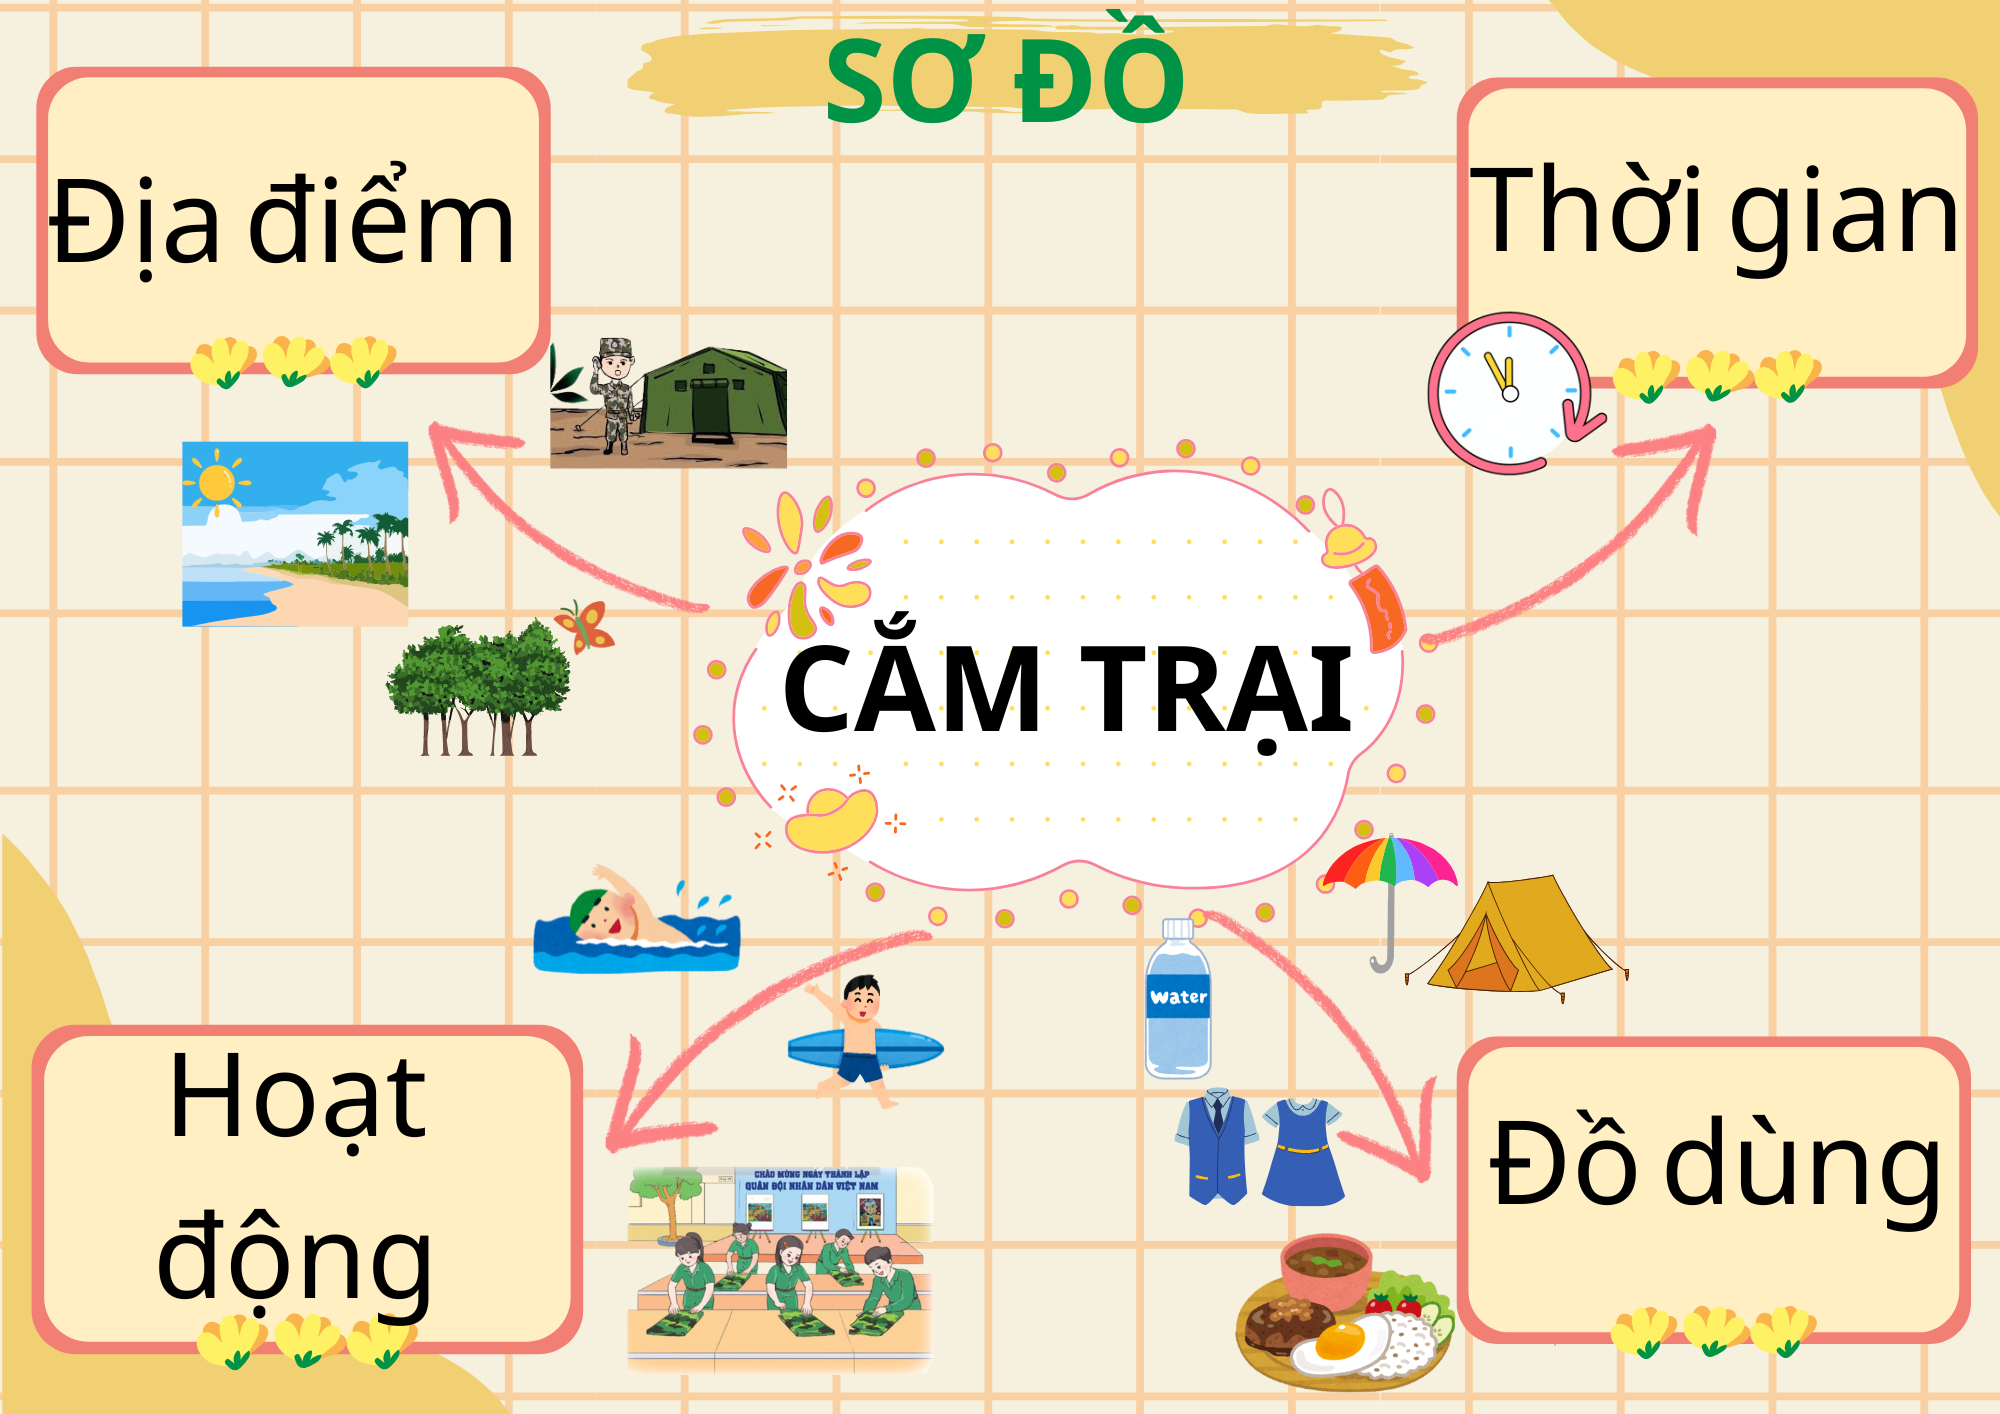 SƠ ĐỒ
Địa điểm
Thời gian
CẮM TRẠI
Water
Hoạt
động
Đồ dùng
CHÀO MỪNG NGÀY THÀNH LẬP
QUÂN ĐỘI NHÂN DÂN VIỆT NAM